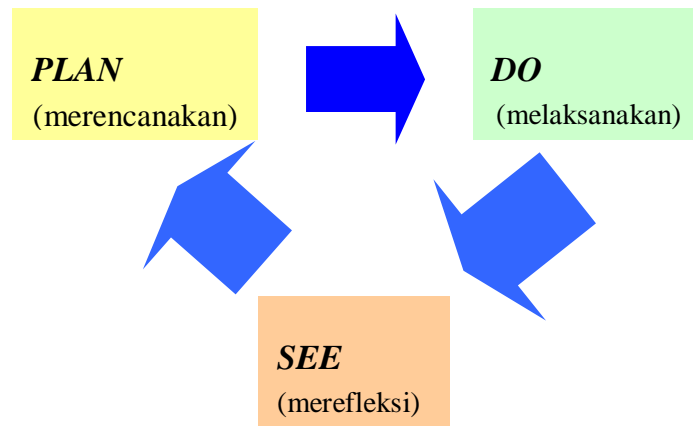 PLAN
(merencanakan)
DO
(melaksanakan)
SEE
(merefleksi)